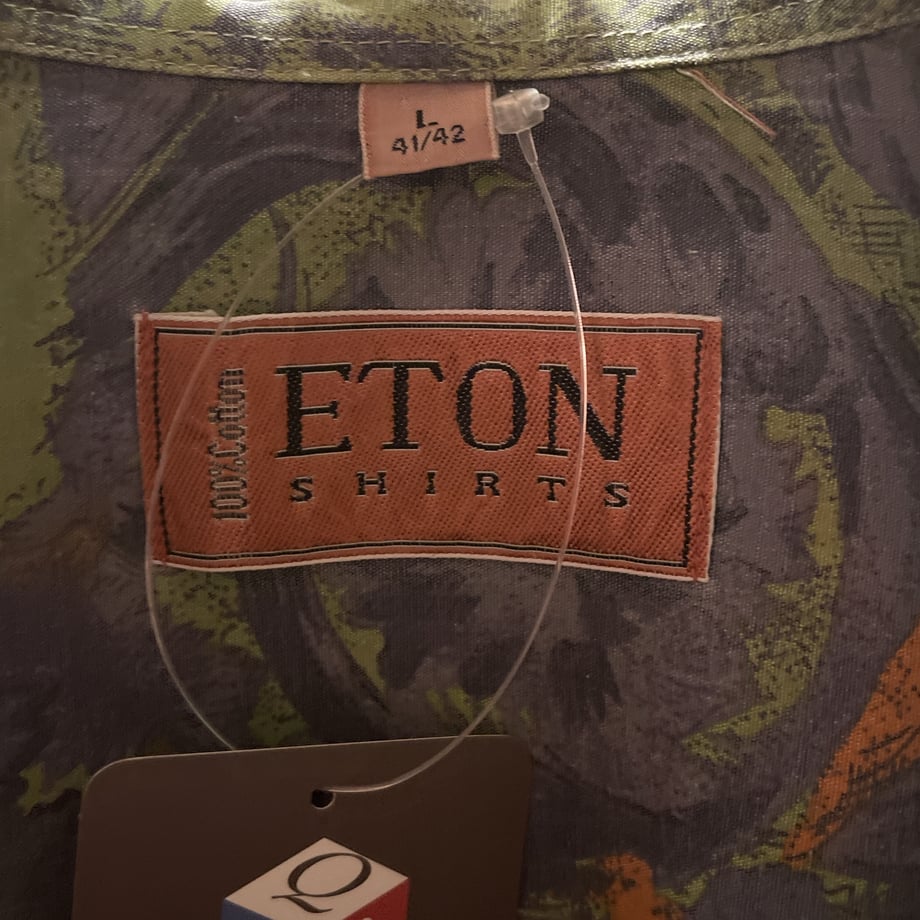 L
41/42
100% Cotton
ETON
SHIRTS
Q